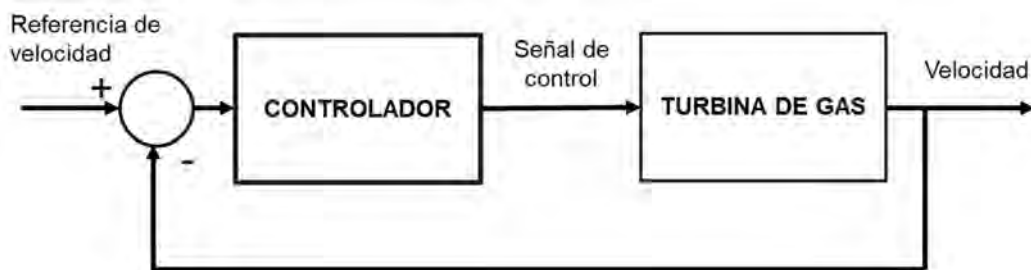 Referencia de
velocidad
+
-
CONTROLADOR
Señal de
control
TURBINA DE GAS
Velocidad